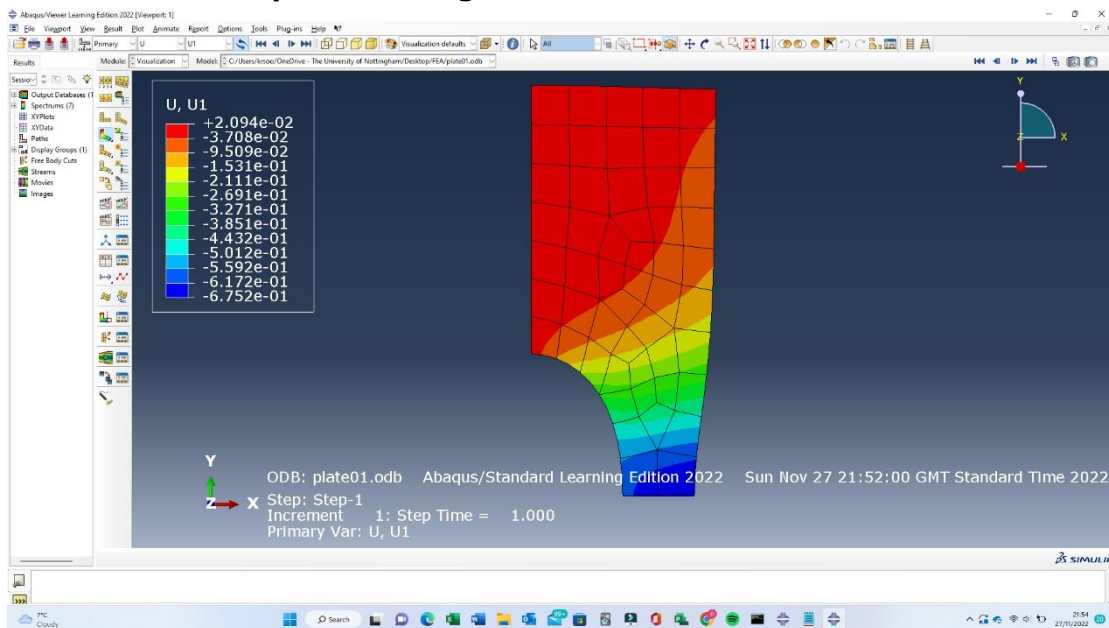 Abaqus/Viewer Learning Edition 2022 [Viewport: 1]
File Viewport View Result Plot Animate Report Options Tools Plug-ins Help
Primary U U1 Visualization defaults All
Results Module: Visualization Model: C:/Users/krsoo/OneDrive - The University of Nottingham/Desktop/FEA/plate01.odb
Output Databases (1
Spectrums (7)
XYPlots
XYData
Paths
Display Groups (1)
Free Body Cuts
Streams
Movies
Images
U, U1
+2.094e-02
-3.708e-02
-9.509e-02
-1.531e-01
-2.111e-01
-2.691e-01
-3.271e-01
-3.851e-01
-4.432e-01
-5.012e-01
-5.592e-01
-6.172e-01
-6.752e-01
Y
Z X
Y
Z X
ODB: plate01.odb Abaqus/Standard Learning Edition 2022 Sun Nov 27 21:52:00 GMT Standard Time 2022
Step: Step-1
Increment 1: Step Time = 1.000
Primary Var: U, U1
SIMULIA
7°C
Cloudy
Search
21:54
27/11/2022